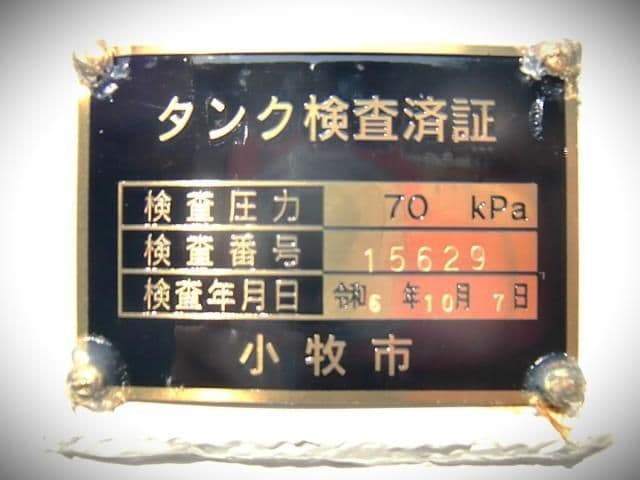 タンク検査済証
検査圧力 70 kPa
検査番号 15629
検査年月日 令和6年10月7日
小牧市